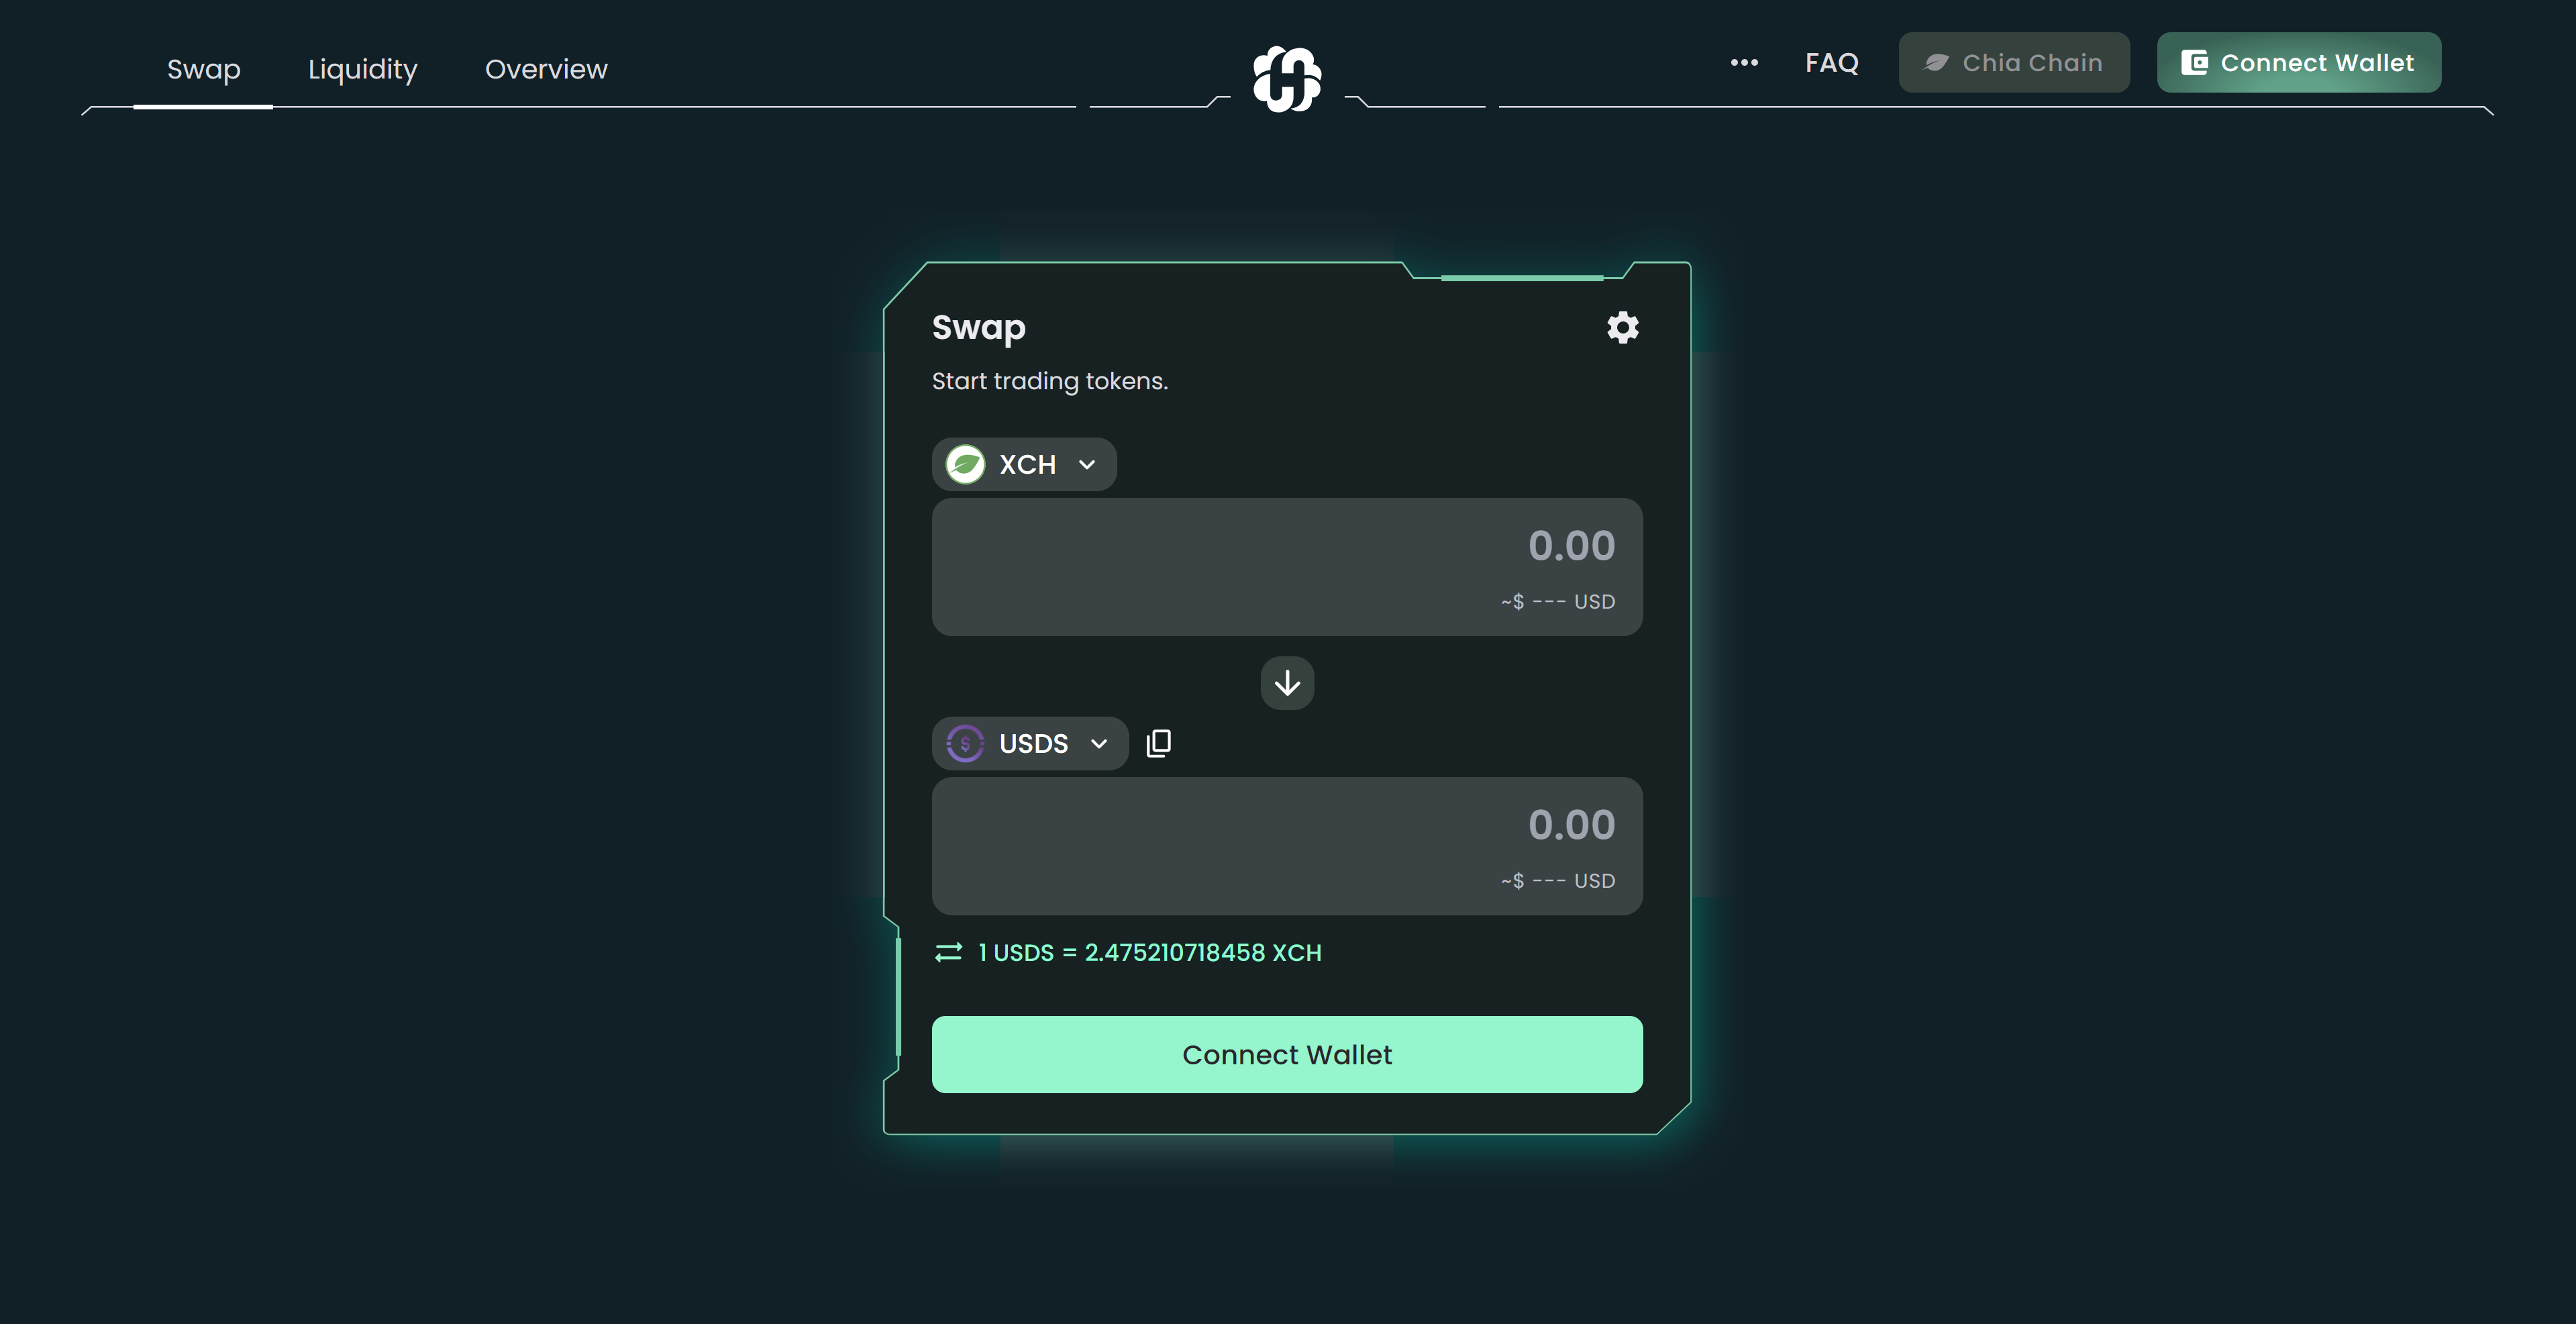 Swap
Liquidity
Overview
FAQ
Chia Chain
Connect Wallet
Swap
Start trading tokens.
XCH
0.00
~$ --- USD
USDS
0.00
~$ --- USD
1 USDS = 2.475210718458 XCH
Connect Wallet